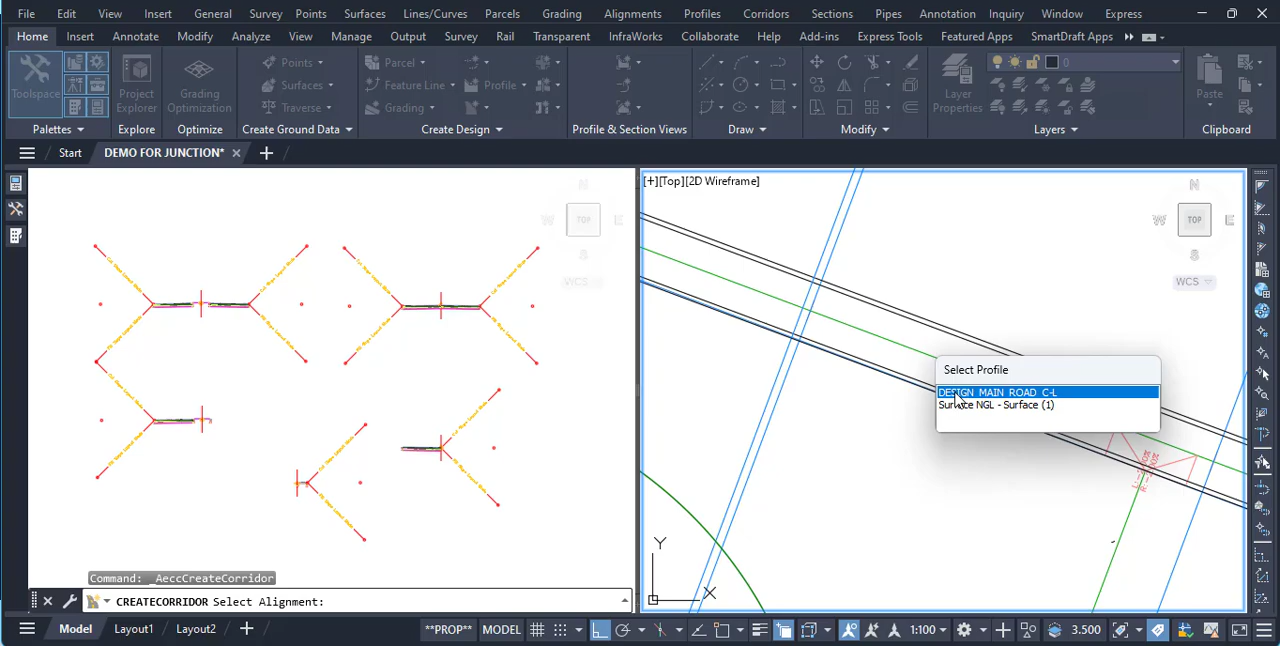 File Edit View Insert General Survey Points Surfaces Lines/Curves Parcels Grading Alignments Profiles Corridors Sections Pipes Annotation Inquiry Window Express
Home Insert Annotate Modify Analyze View Manage Output Survey Rail Transparent InfraWorks Collaborate Help Add-ins Express Tools Featured Apps SmartDraft Apps
Toolspace
Project Explorer
Grading Optimization
Points
Surfaces
Traverse
Parcel
Feature Line
Grading
Profile
Layer Properties
0
Paste
Palettes Explore Optimize Create Ground Data Create Design Profile & Section Views Draw Modify Layers Clipboard
Start DEMO FOR JUNCTION*
[+][Top][2D Wireframe]
N
W TOP E
S
WCS
N
W TOP E
S
WCS
Select Profile
DESIGN MAIN ROAD C-L
Surface NGL - Surface (1)
Y
X
Command: _AeccCreateCorridor
CREATECORRIDOR Select Alignment:
Model Layout1 Layout2 **PROP** MODEL 1:100 3.500